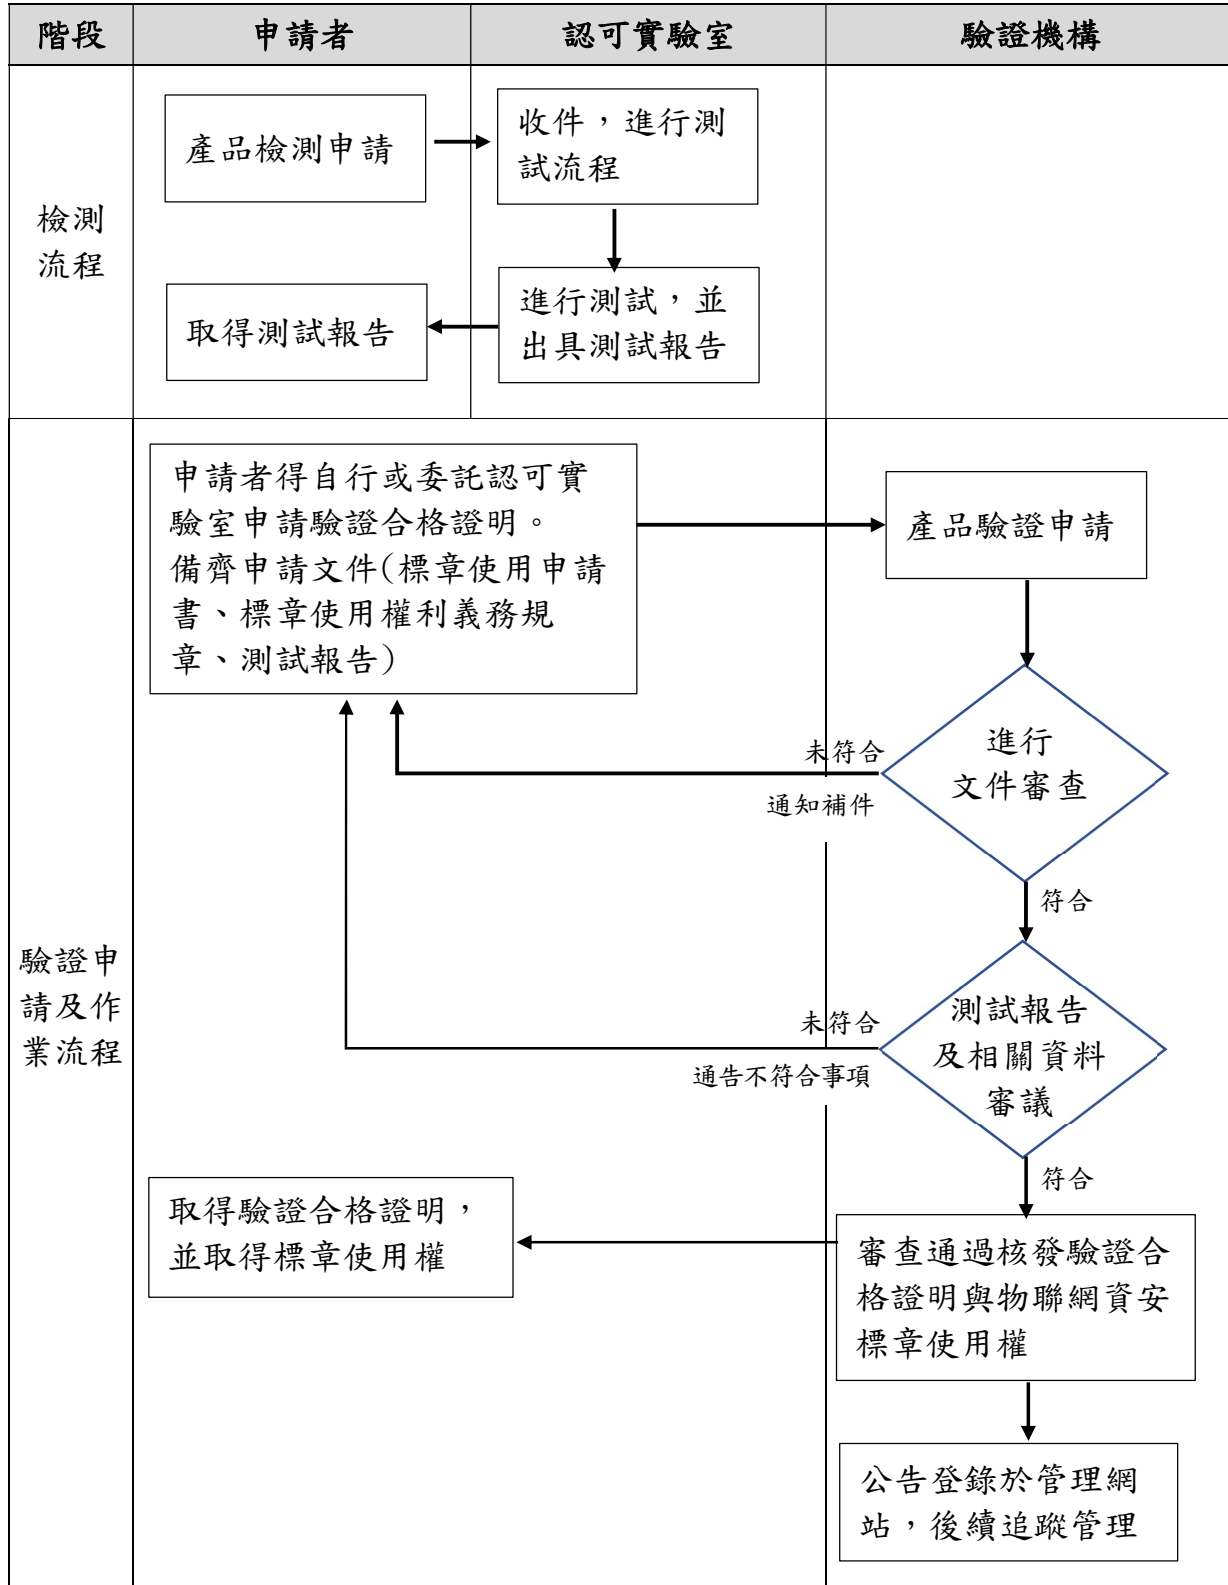 階段
申請者
認可實驗室
驗證機構
檢測
流程
產品檢測申請
收件，進行測
試流程
進行測試，並
出具測試報告
取得測試報告
驗證申
請及作
業流程
申請者得自行或委託認可實
驗室申請驗證合格證明。
備齊申請文件(標章使用申請
書、標章使用權利義務規
章、測試報告)
產品驗證申請
進行
文件審查
未符合
通知補件
符合
測試報告
及相關資料
審議
未符合
通告不符合事項
符合
審查通過核發驗證合
格證明與物聯網資安
標章使用權
取得驗證合格證明，
並取得標章使用權
公告登錄於管理網
站，後續追蹤管理